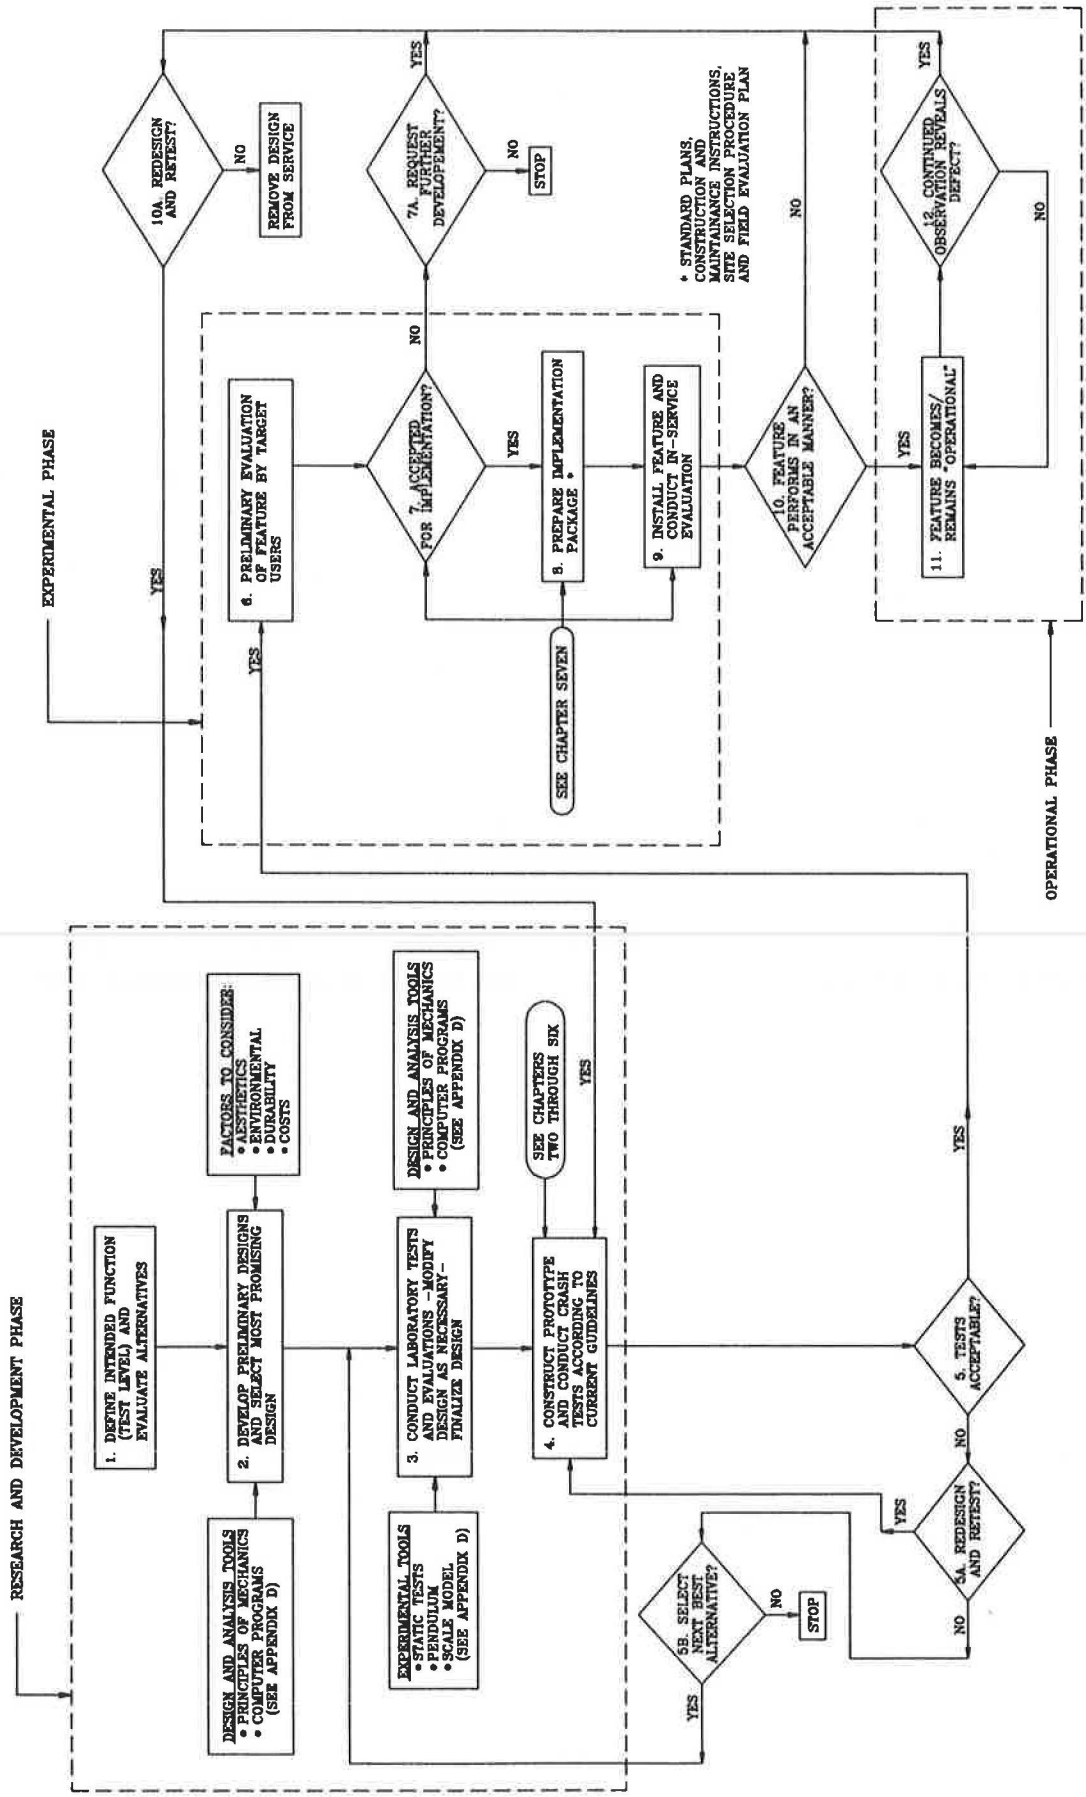 RESEARCH AND DEVELOPMENT PHASE
1. DEFINE INTENDED FUNCTION
(TEST LEVEL) AND
EVALUATE ALTERNATIVES
DESIGN AND ANALYSIS TOOLS
• PRINCIPLES OF MECHANICS
• COMPUTER PROGRAMS
(SEE APPENDIX D)
2. DEVELOP PRELIMINARY DESIGNS
AND SELECT MOST PROMISING
DESIGN
FACTORS TO CONSIDER:
• AESTHETICS
• ENVIRONMENTAL
• DURABILITY
• COSTS
EXPERIMENTAL TOOLS
• STATIC TESTS
• PENDULUM
• SCALE MODEL
(SEE APPENDIX D)
3. CONDUCT LABORATORY TESTS
AND EVALUATIONS -MODIFY
DESIGN AS NECESSARY-
FINALIZE DESIGN
DESIGN AND ANALYSIS TOOLS
• PRINCIPLES OF MECHANICS
• COMPUTER PROGRAMS
(SEE APPENDIX D)
4. CONSTRUCT PROTOTYPE
AND CONDUCT CRASH
TESTS ACCORDING TO
CURRENT GUIDELINES
SEE CHAPTERS
TWO THROUGH SIX
YES
5B. SELECT
NEXT BEST
ALTERNATIVE?
YES
NO
STOP
5A. REDESIGN
AND RETEST?
YES
NO
NO
5. TESTS
ACCEPTABLE?
YES
EXPERIMENTAL PHASE
YES
10A. REDESIGN
AND RETEST?
YES
NO
REMOVE DESIGN
FROM SERVICE
YES
6. PRELIMINARY EVALUATION
OF FEATURE BY TARGET
USERS
7. ACCEPTED
FOR IMPLEMENTATION?
NO
YES
7A. REQUEST
FURTHER
DEVELOPEMENT?
YES
NO
STOP
SEE CHAPTER SEVEN
8. PREPARE IMPLEMENTATION
PACKAGE *
9. INSTALL FEATURE AND
CONDUCT IN-SERVICE
EVALUATION
* STANDARD PLANS,
CONSTRUCTION AND
MAINTAINANCE INSTRUCTIONS,
SITE SELECTION PROCEDURE
AND FIELD EVALUATION PLAN
10. FEATURE
PERFORMS IN AN
ACCEPTABLE MANNER?
NO
YES
11. FEATURE BECOMES/
REMAINS "OPERATIONAL"
12. CONTINUED
OBSERVATION REVEALS
DEFECT?
YES
NO
OPERATIONAL PHASE